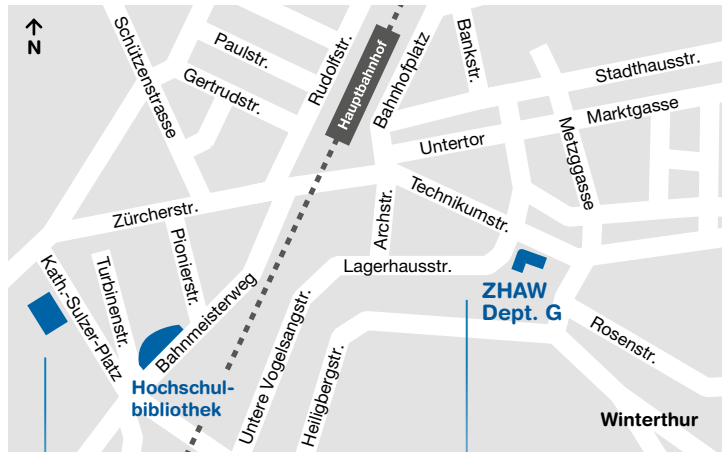 N
Schützenstrasse
Paulstr.
Gertrudstr.
Rudolfstr.
Hauptbahnhof
Bahnhofplatz
Bankstr.
Stadthausstr.
Marktgasse
Metzggasse
Untertor
Technikumstr.
Zürcherstr.
Archstr.
Lagerhausstr.
Pionierstr.
Turbinenstr.
Kath.-Sulzer-Platz
Bahnmeisterweg
ZHAW
Dept. G
Rosenstr.
Untere Vogelsangstr.
Heiligbergstr.
Hochschul-
bibliothek
Winterthur